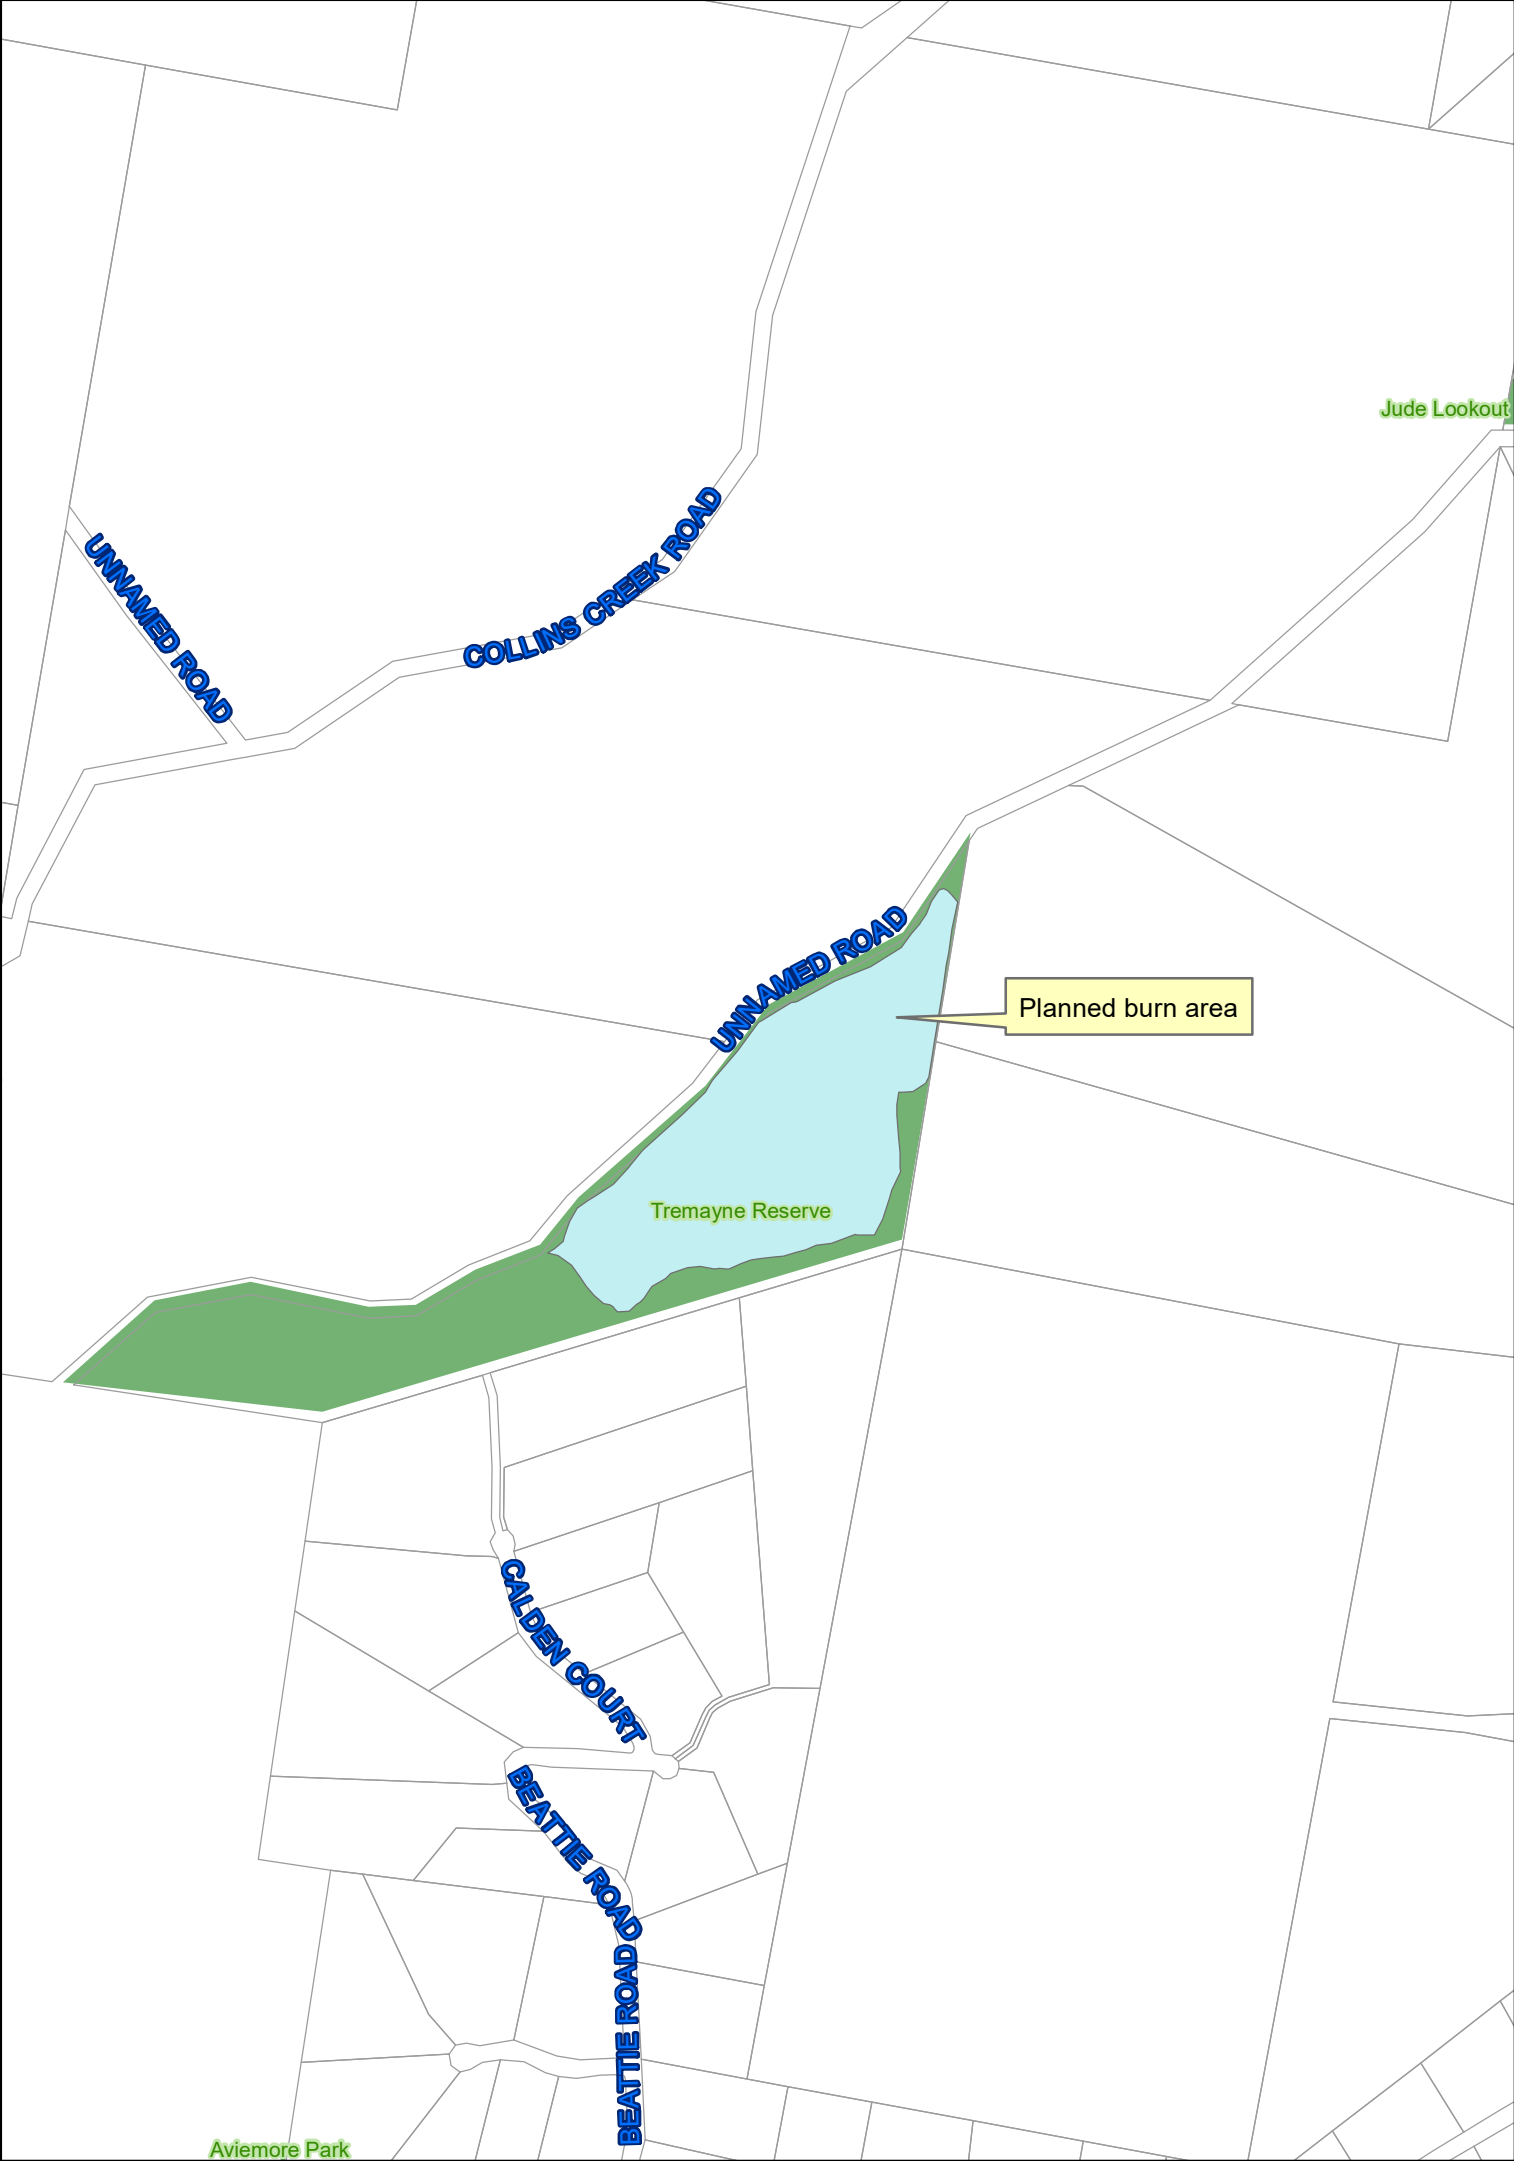 Jude Lookout
UNNAMED ROAD
COLLINS CREEK ROAD
UNNAMED ROAD
Planned burn area
Tremayne Reserve
CALDEN COURT
BEATTIE ROAD
BEATTIE ROAD
Aviemore Park